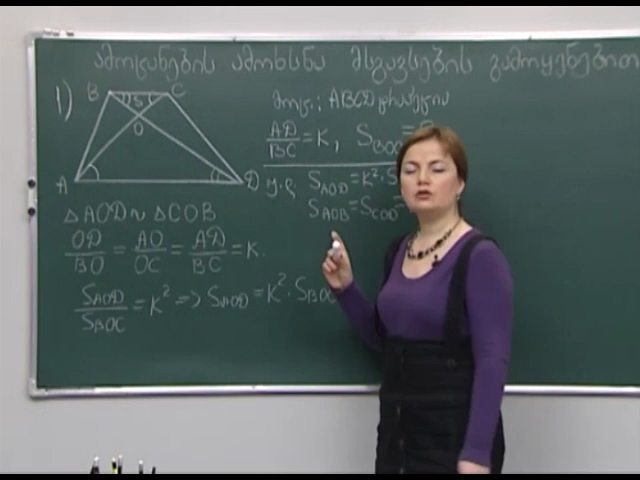 ამოცანების ამოხსნა მსგავსების გამოყენებით
1)
B C
S
O
A D
მოც.: ABCD ტრაპეცია
AD/BC = K, S_BOC =
უ.დ. S_AOD = K² · S
S_AOB = S_COD =
△AOD ~ △COB
OD/BO = AO/OC = AD/BC = K.
S_AOD/S_BOC = K² => S_AOD = K² · S_BOC